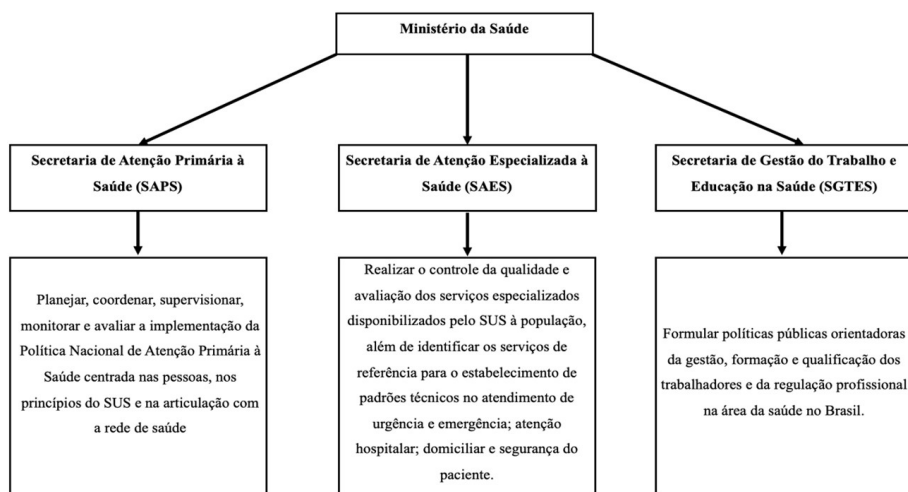 Ministério da Saúde
Secretaria de Atenção Primária à
Saúde (SAPS)
Secretaria de Atenção Especializada à
Saúde (SAES)
Secretaria de Gestão do Trabalho e
Educação na Saúde (SGTES)
Planejar, coordenar, supervisionar,
monitorar e avaliar a implementação da
Política Nacional de Atenção Primária à
Saúde centrada nas pessoas, nos
princípios do SUS e na articulação com
a rede de saúde
Realizar o controle da qualidade e
avaliação dos serviços especializados
disponibilizados pelo SUS à população,
além de identificar os serviços de
referência para o estabelecimento de
padrões técnicos no atendimento de
urgência e emergência; atenção
hospitalar; domiciliar e segurança do
paciente.
Formular políticas públicas orientadoras
da gestão, formação e qualificação dos
trabalhadores e da regulação profissional
na área da saúde no Brasil.